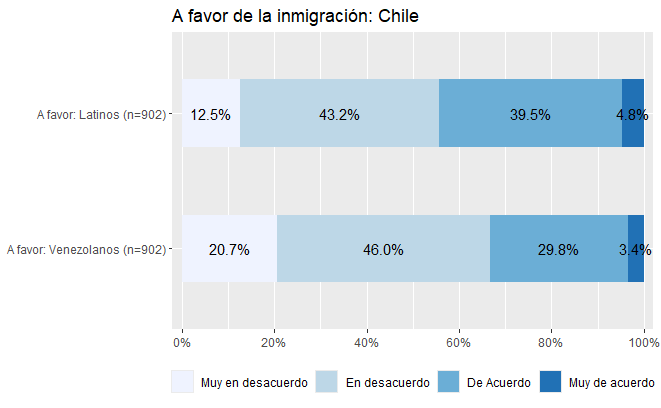 A favor de la inmigración: Chile
A favor: Latinos (n=902)
12.5% 43.2% 39.5% 4.8%
A favor: Venezolanos (n=902)
20.7% 46.0% 29.8% 3.4%
0% 20% 40% 60% 80% 100%
Muy en desacuerdo En desacuerdo De Acuerdo Muy de acuerdo